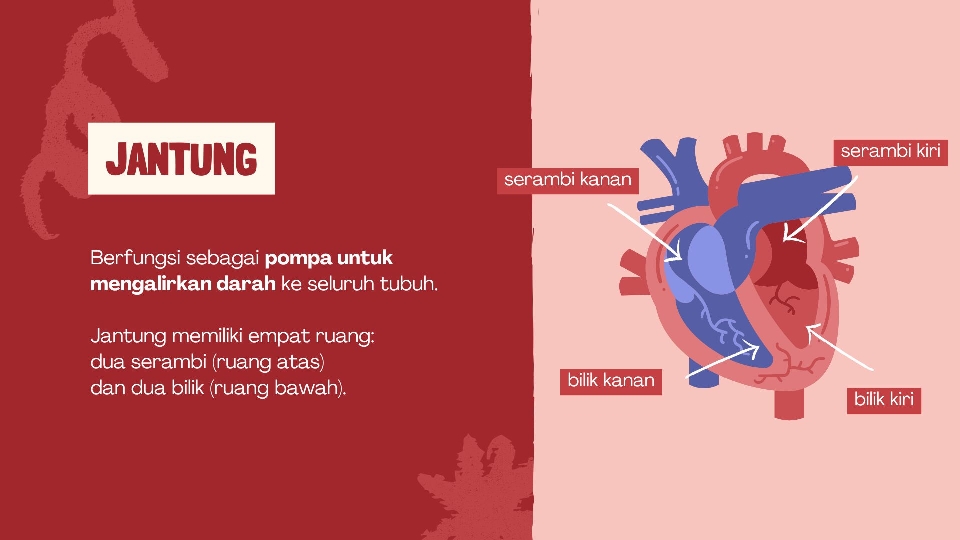 JANTUNG
Berfungsi sebagai pompa untuk
mengalirkan darah ke seluruh tubuh.
Jantung memiliki empat ruang:
dua serambi (ruang atas)
dan dua bilik (ruang bawah).
serambi kanan
serambi kiri
bilik kanan
bilik kiri